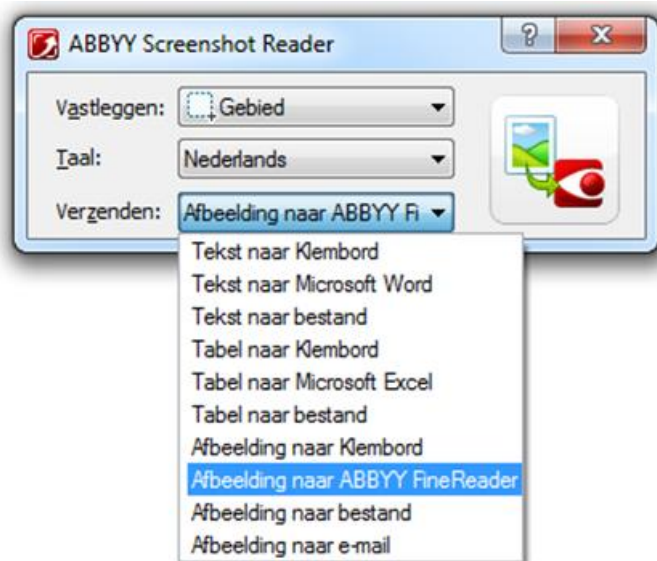 ABBYY Screenshot Reader
?
Vastleggen: Gebied
Taal: Nederlands
Verzenden: Afbeelding naar ABBYY Fi
Tekst naar Klembord
Tekst naar Microsoft Word
Tekst naar bestand
Tabel naar Klembord
Tabel naar Microsoft Excel
Tabel naar bestand
Afbeelding naar Klembord
Afbeelding naar ABBYY FineReader
Afbeelding naar bestand
Afbeelding naar e-mail